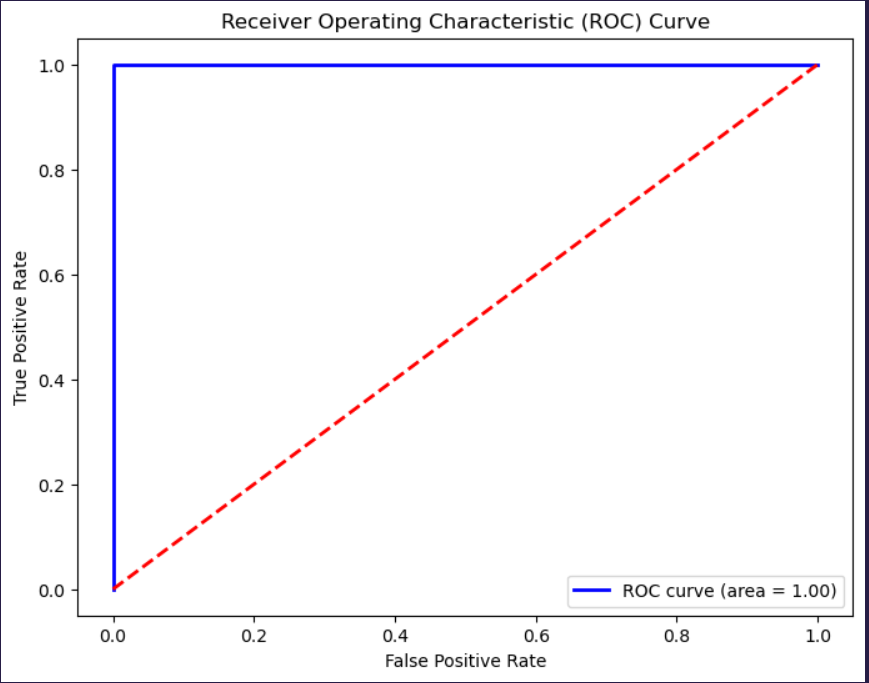 Receiver Operating Characteristic (ROC) Curve
1.0
0.8
0.6
0.4
0.2
0.0
True Positive Rate
ROC curve (area = 1.00)
0.0 0.2 0.4 0.6 0.8 1.0
False Positive Rate